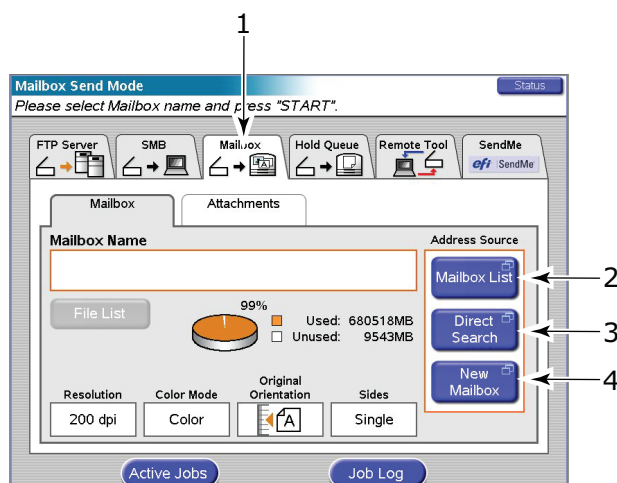 1
Mailbox Send Mode
Status
Please select Mailbox name and press "START".
FTP Server
SMB
Mailbox
Hold Queue
Remote Tool
SendMe
efi SendMe
Mailbox
Attachments
Mailbox Name
Address Source
Mailbox List
2
File List
99%
Used: 680518MB
Unused: 9543MB
Direct
Search
3
New
Mailbox
4
Resolution
Color Mode
Original
Orientation
Sides
200 dpi
Color
A
Single
Active Jobs
Job Log